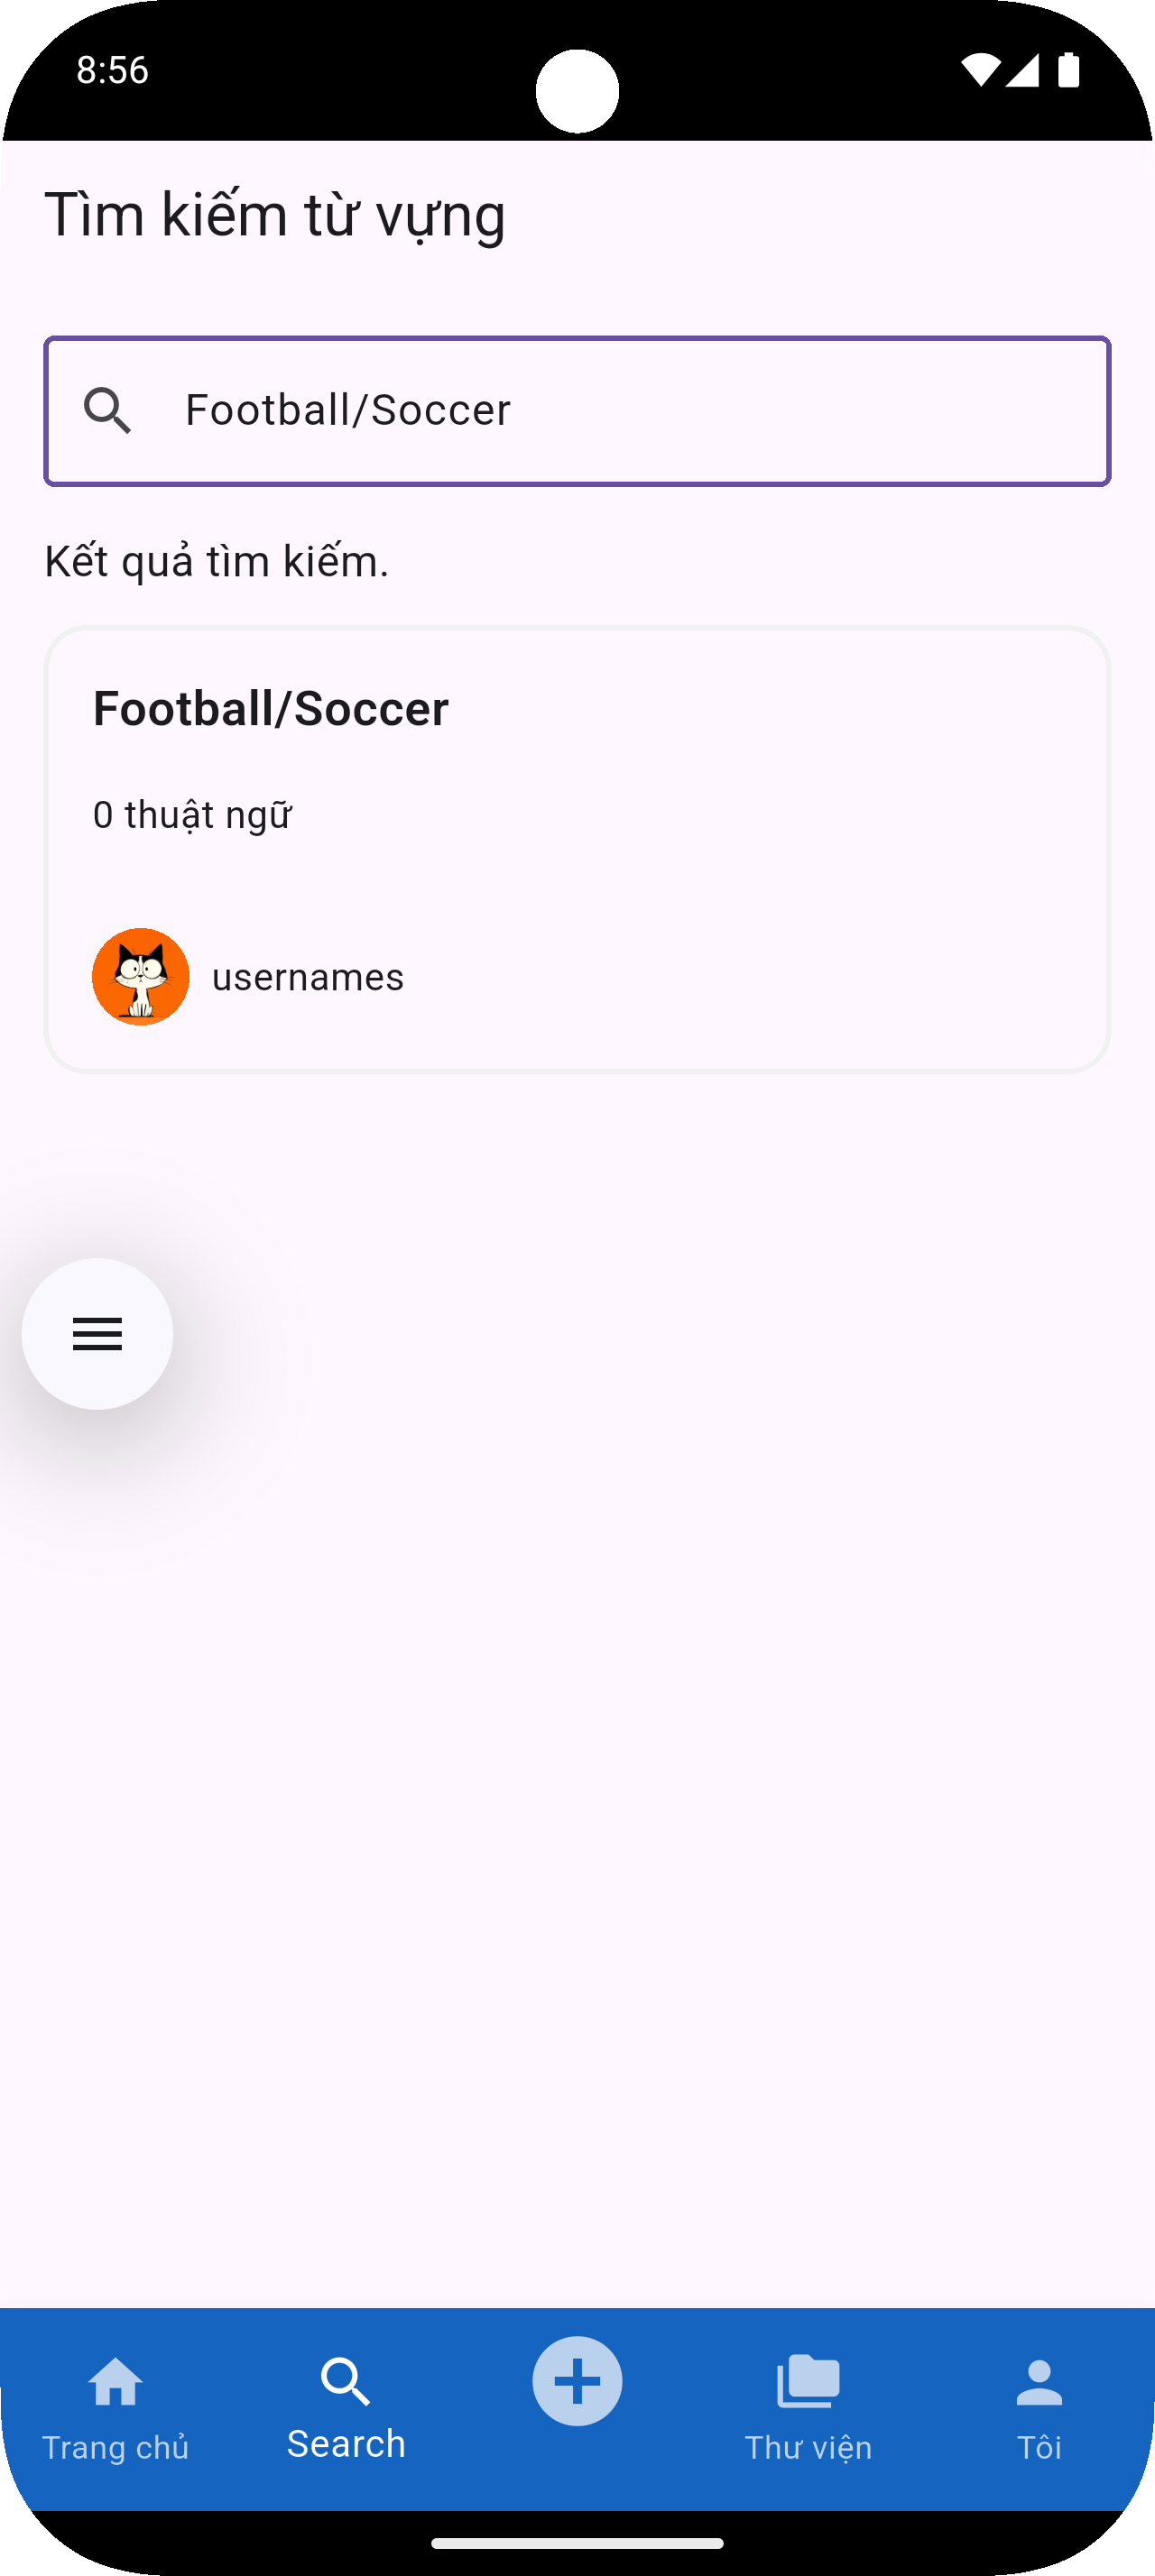 8:56
Tìm kiếm từ vựng
Football/Soccer
Kết quả tìm kiếm.
Football/Soccer
0 thuật ngữ
usernames
Trang chủ
Search
Thư viện
Tôi